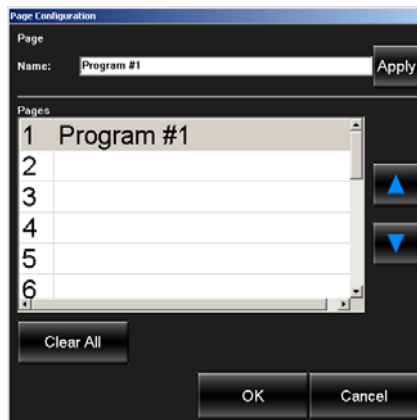 Page Configuration
Page
Name: Program #1 Apply
Pages
1 Program #1
2
3
4
5
6
Clear All
OK Cancel